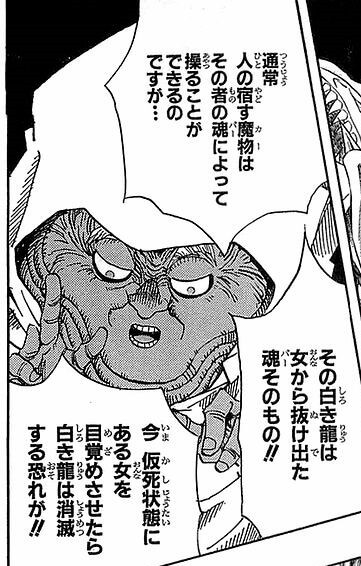 通常
人の宿す魔物は
その者の魂によって
操ることが
できるの
ですが…
その白き龍は
女から抜け出た
魂そのもの!!
今 仮死状態に
ある女を
目覚めさせたら
白き龍は消滅
する恐れが!!